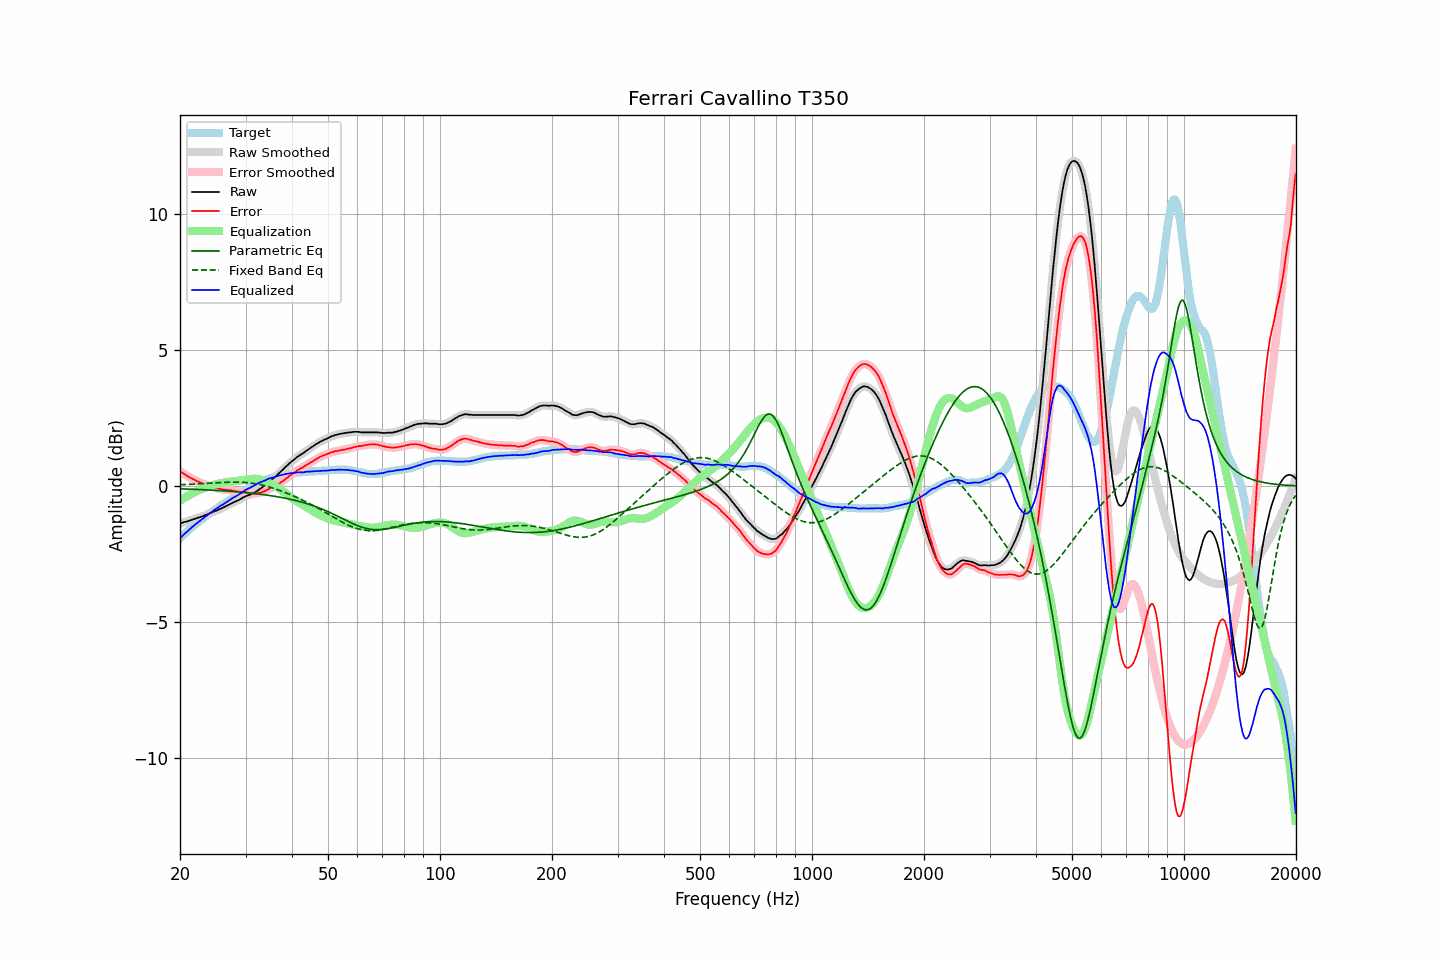 Ferrari Cavallino T350
Target
Raw Smoothed
Error Smoothed
Raw
Error
Equalization
Parametric Eq
Fixed Band Eq
Equalized
Amplitude (dBr)
10
5
0
−5
−10
20
50
100
200
500
1000
2000
5000
10000
20000
Frequency (Hz)